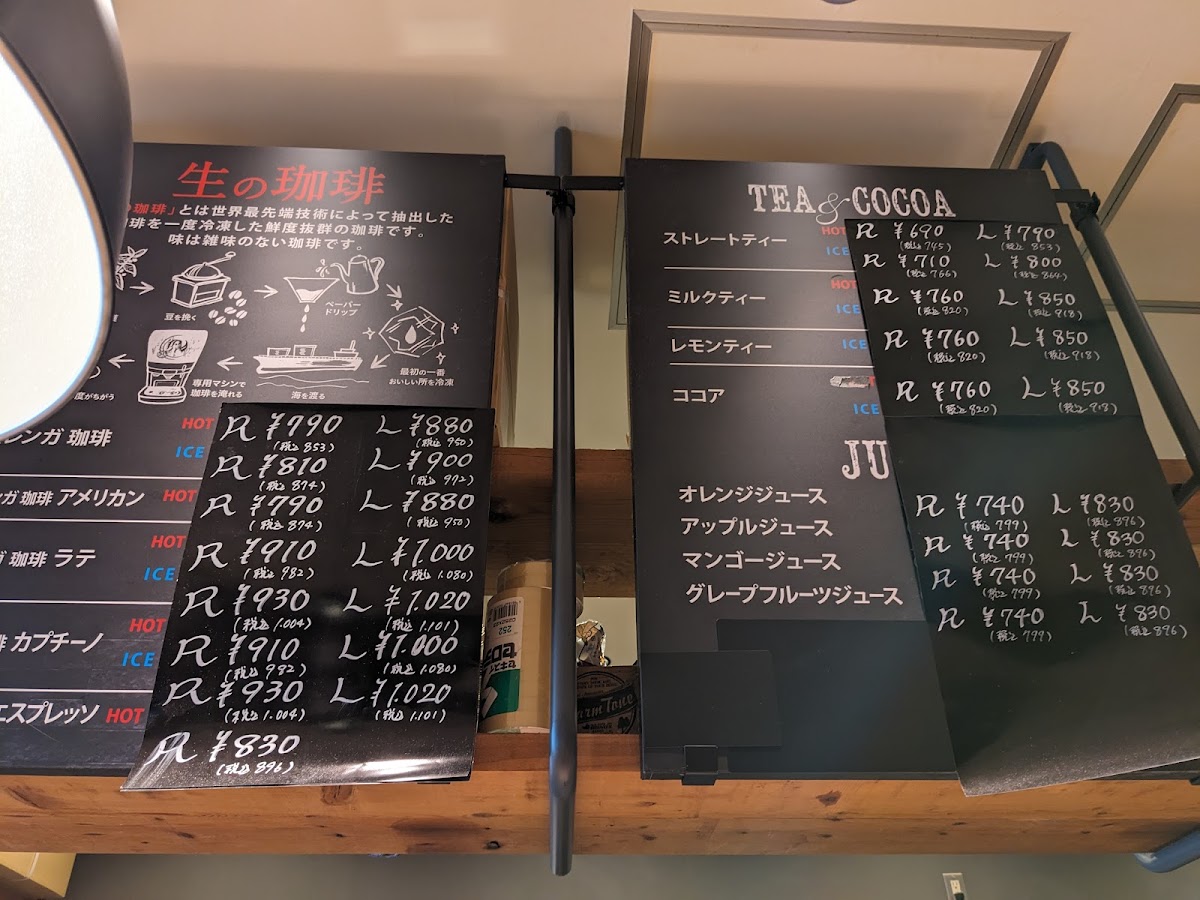 生の珈琲
珈琲」とは世界最先端技術によって抽出した
琲を一度冷凍した鮮度抜群の珈琲です。
味は雑味のない珈琲です。
豆を挽く
ペーパー
ドリップ
最初の一番
おいしい所を冷凍
海を渡る
専用マシンで
珈琲を淹れる
度がちがう
レンガ 珈琲 HOT R ¥790 L ¥880
(税込 853) (税込 950)
ICE R ¥810 L ¥900
(税込 874) (税込 972)
ガ 珈琲 アメリカン HOT R ¥790 L ¥880
(税込 874) (税込 950)
珈琲 ラテ HOT R ¥910 L ¥1.000
(税込 982) (税込 1.080)
ICE R ¥930 L ¥1.020
(税込 1.004) (税込 1.101)
カプチーノ HOT R ¥910 L ¥1.000
(税込 982) (税込 1.080)
ICE R ¥930 L ¥1.020
(税込 1.004) (税込 1.101)
エスプレッソ HOT R ¥830
(税込 896)
252
TEA & COCOA
ストレートティー HOT R ¥690 L ¥790
(税込 745) (税込 853)
ICE R ¥710 L ¥800
(税込 766) (税込 864)
ミルクティー HOT R ¥760 L ¥850
(税込 820) (税込 918)
ICE
レモンティー ICE R ¥760 L ¥850
(税込 820) (税込 918)
ココア ICE R ¥760 L ¥850
(税込 820) (税込 918)
JU
オレンジジュース R ¥740 L ¥830
(税込 799) (税込 896)
アップルジュース R ¥740 L ¥830
(税込 799) (税込 896)
マンゴージュース R ¥740 L ¥830
(税込 799) (税込 896)
グレープフルーツジュース R ¥740 L ¥830
(税込 799) (税込 896)